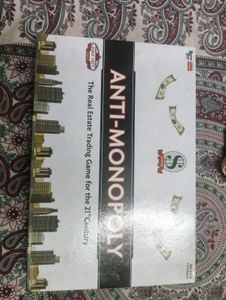 ANTI-MONOPOLY
The Real Estate Trading Game for the 21st Century